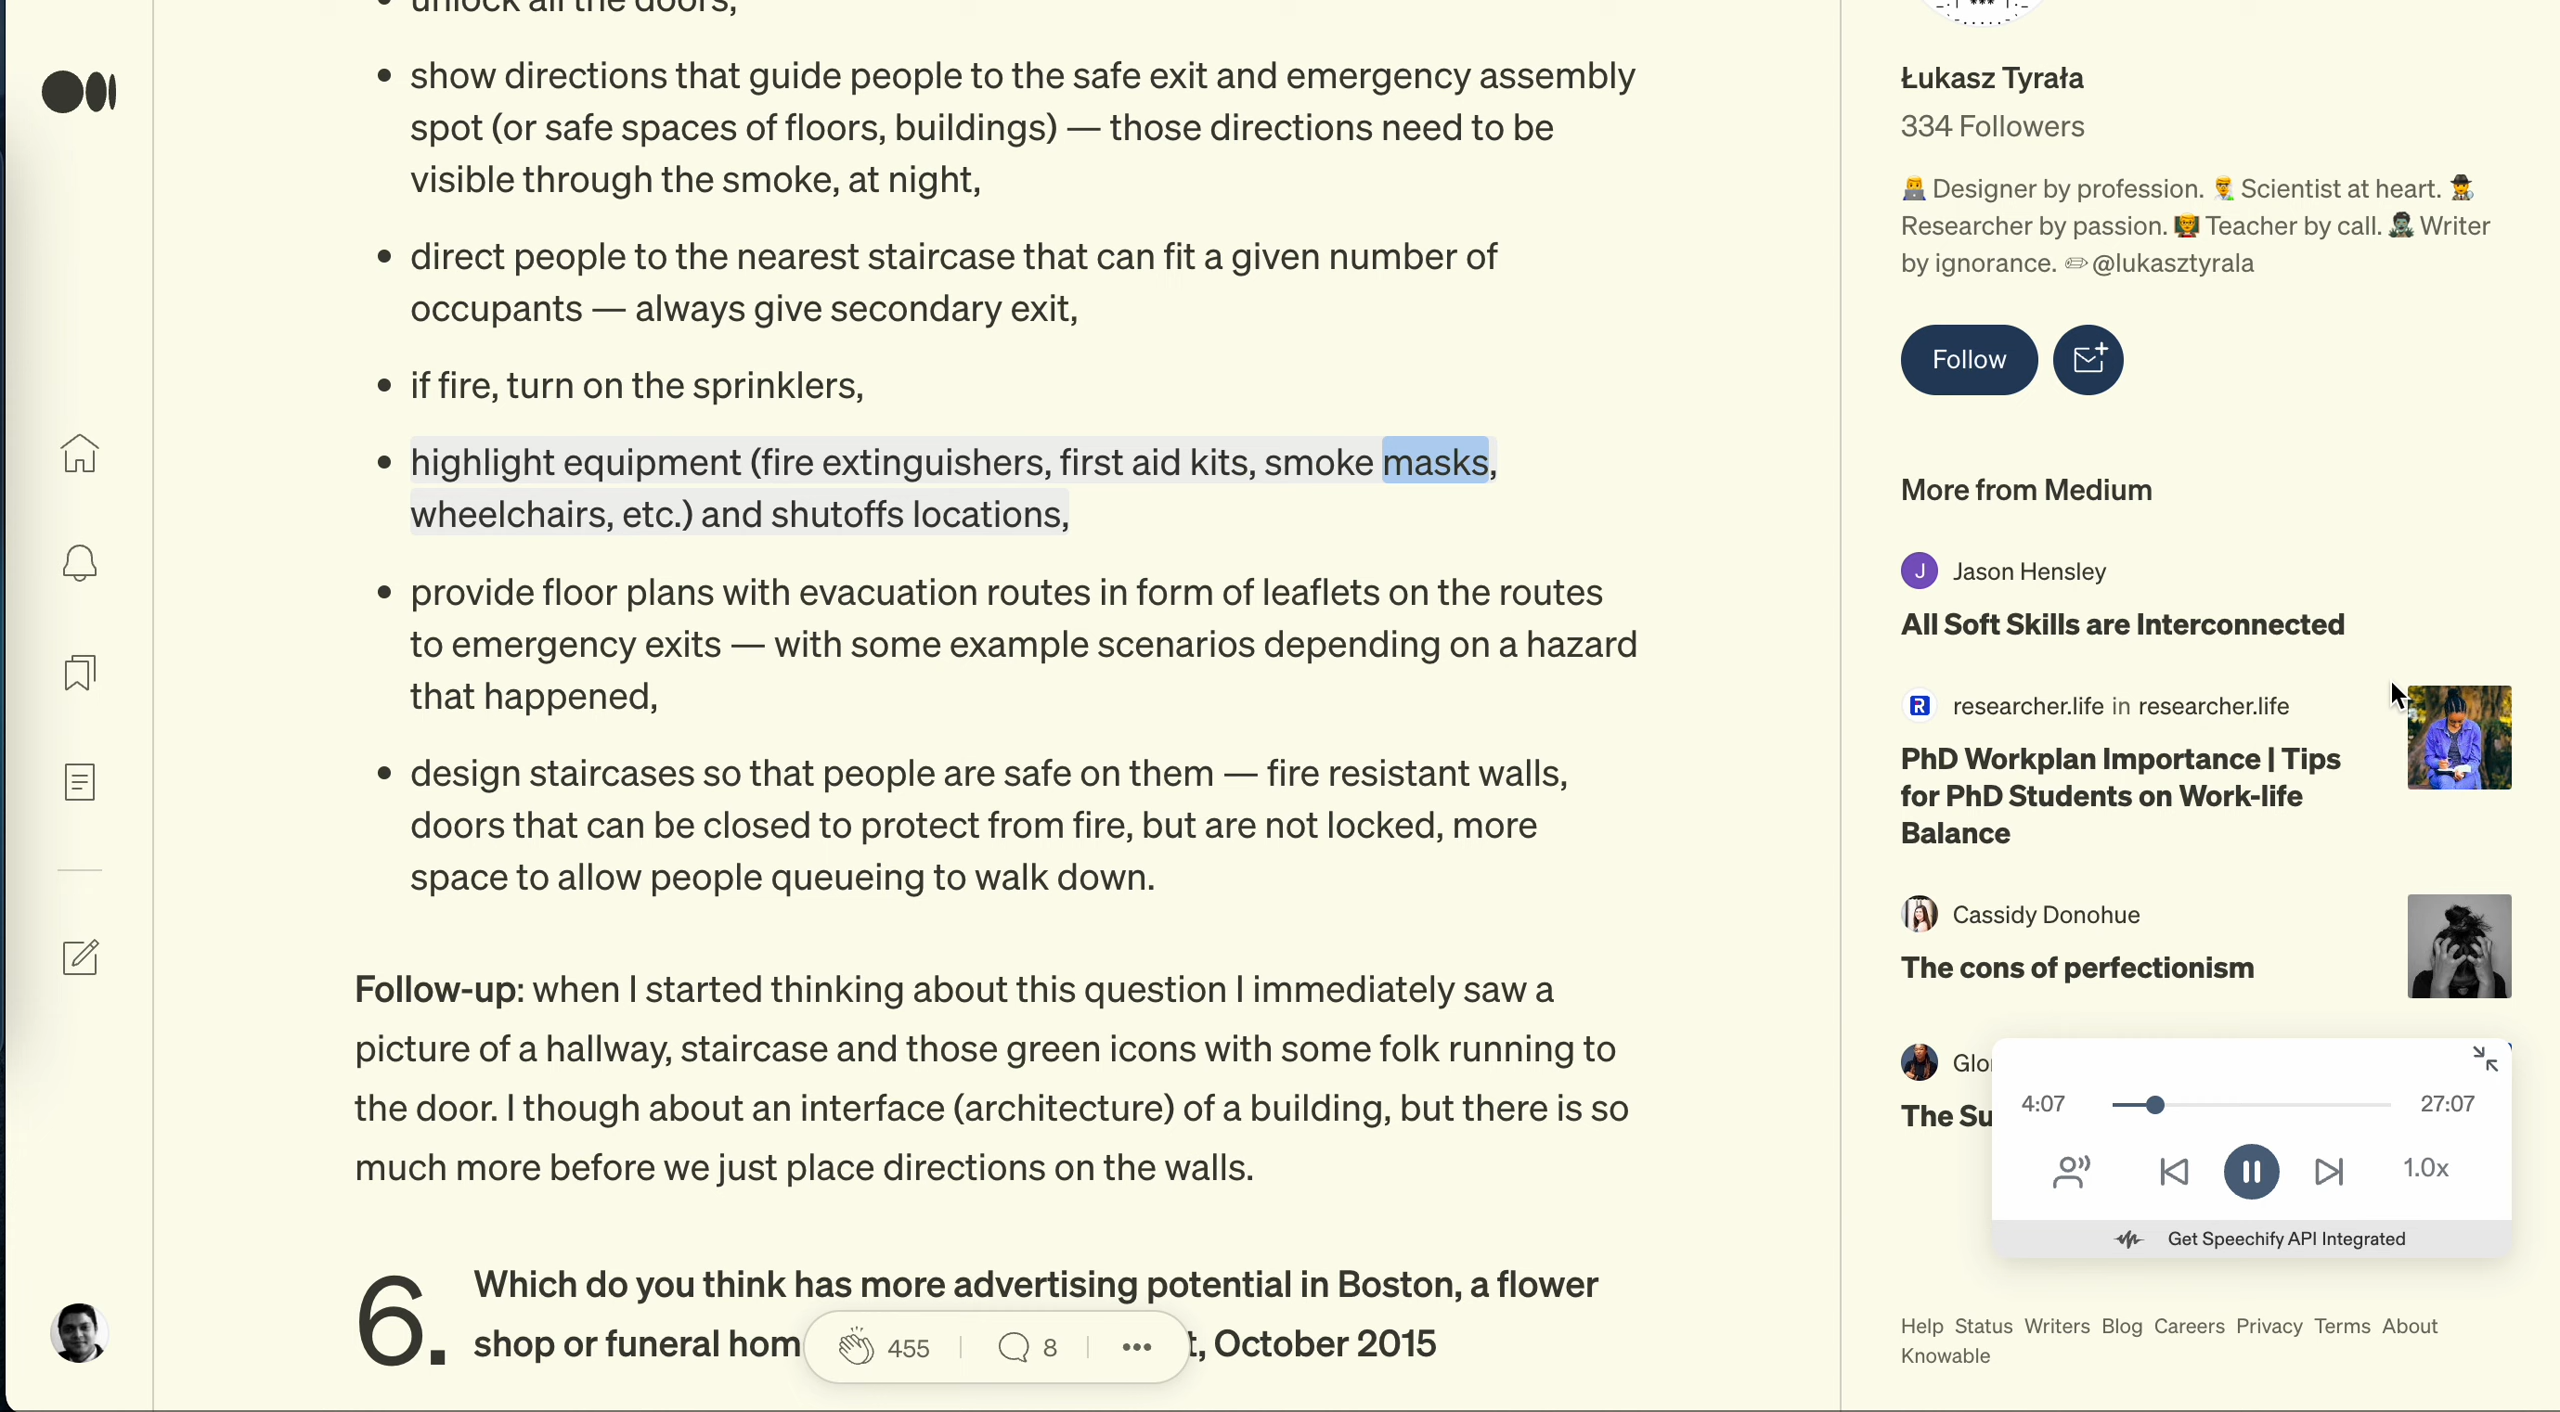 unlock all the doors,
show directions that guide people to the safe exit and emergency assembly
spot (or safe spaces of floors, buildings) — those directions need to be
visible through the smoke, at night,
direct people to the nearest staircase that can fit a given number of
occupants — always give secondary exit,
if fire, turn on the sprinklers,
highlight equipment (fire extinguishers, first aid kits, smoke masks,
wheelchairs, etc.) and shutoffs locations,
provide floor plans with evacuation routes in form of leaflets on the routes
to emergency exits — with some example scenarios depending on a hazard
that happened,
design staircases so that people are safe on them — fire resistant walls,
doors that can be closed to protect from fire, but are not locked, more
space to allow people queueing to walk down.
Follow-up: when I started thinking about this question I immediately saw a
picture of a hallway, staircase and those green icons with some folk running to
the door. I though about an interface (architecture) of a building, but there is so
much more before we just place directions on the walls.
6. Which do you think has more advertising potential in Boston, a flower
shop or funeral hom t, October 2015
455
8
•••
Łukasz Tyrała
334 Followers
Designer by profession. Scientist at heart.
Researcher by passion. Teacher by call. Writer
by ignorance. ✏ @lukasztyrala
Follow
More from Medium
J Jason Hensley
All Soft Skills are Interconnected
R researcher.life in researcher.life
PhD Workplan Importance | Tips
for PhD Students on Work-life
Balance
Cassidy Donohue
The cons of perfectionism
Glo
The Su
4:07
27:07
1.0x
Get Speechify API Integrated
Help Status Writers Blog Careers Privacy Terms About
Knowable